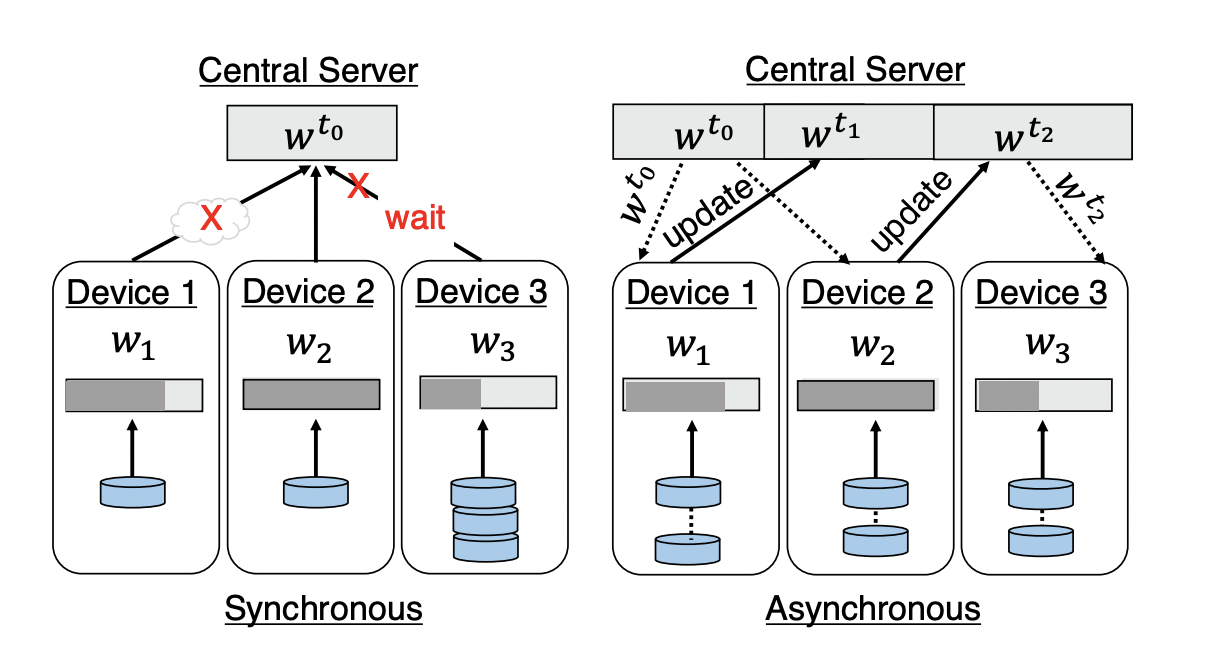 Central Server
w^{t_0}
X
X
wait
Device 1
Device 2
Device 3
w_1
w_2
w_3
Synchronous
Central Server
w^{t_0}
w^{t_1}
w^{t_2}
w^{t_0}
update
update
w^{t_2}
Device 1
Device 2
Device 3
w_1
w_2
w_3
Asynchronous